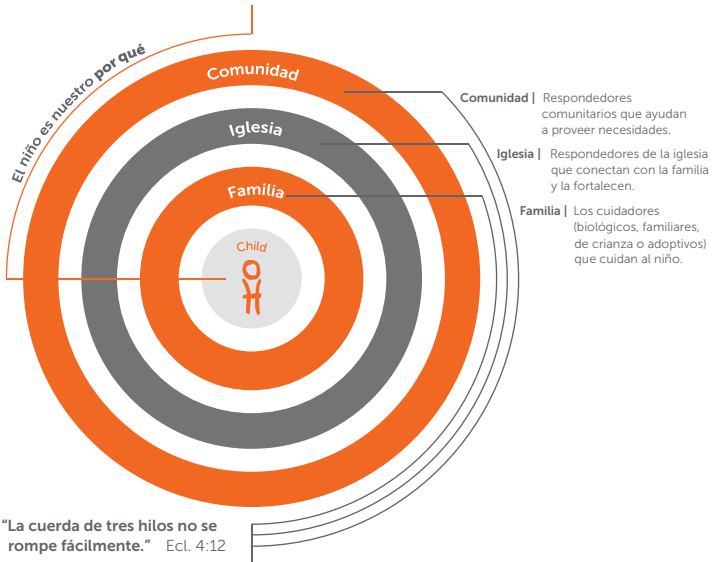 El niño es nuestro por qué
Comunidad
Iglesia
Familia
Child
Comunidad | Respondedores
comunitarios que ayudan
a proveer necesidades.
Iglesia | Respondedores de la iglesia
que conectan con la familia
y la fortalecen.
Familia | Los cuidadores
(biológicos, familiares,
de crianza o adoptivos)
que cuidan al niño.
"La cuerda de tres hilos no se
rompe fácilmente." Ecl. 4:12